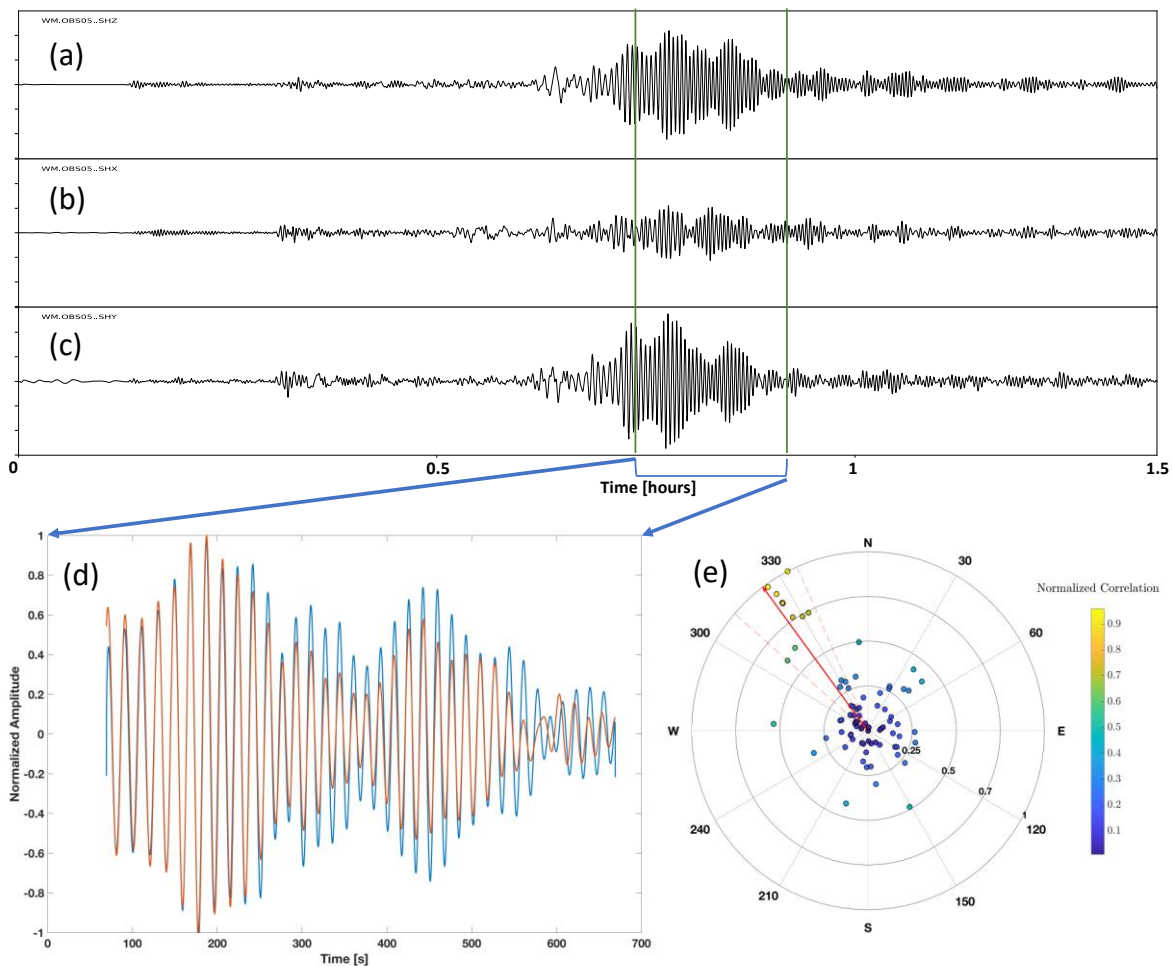 WM.OBS05..SHZ
(a)
WM.OBS05..SHX
(b)
WM.OBS05..SHY
(c)
0 0.5 1 1.5
Time [hours]
(d)
1
0.8
0.6
0.4
0.2
0
-0.2
-0.4
-0.6
-0.8
-1
Normalized Amplitude
0 100 200 300 400 500 600 700
Time [s]
(e)
N
330 30
300 60
W E
240 120
210 150
S
0.25
0.5
0.7
1
Normalized Correlation
0.9
0.8
0.7
0.6
0.5
0.4
0.3
0.2
0.1